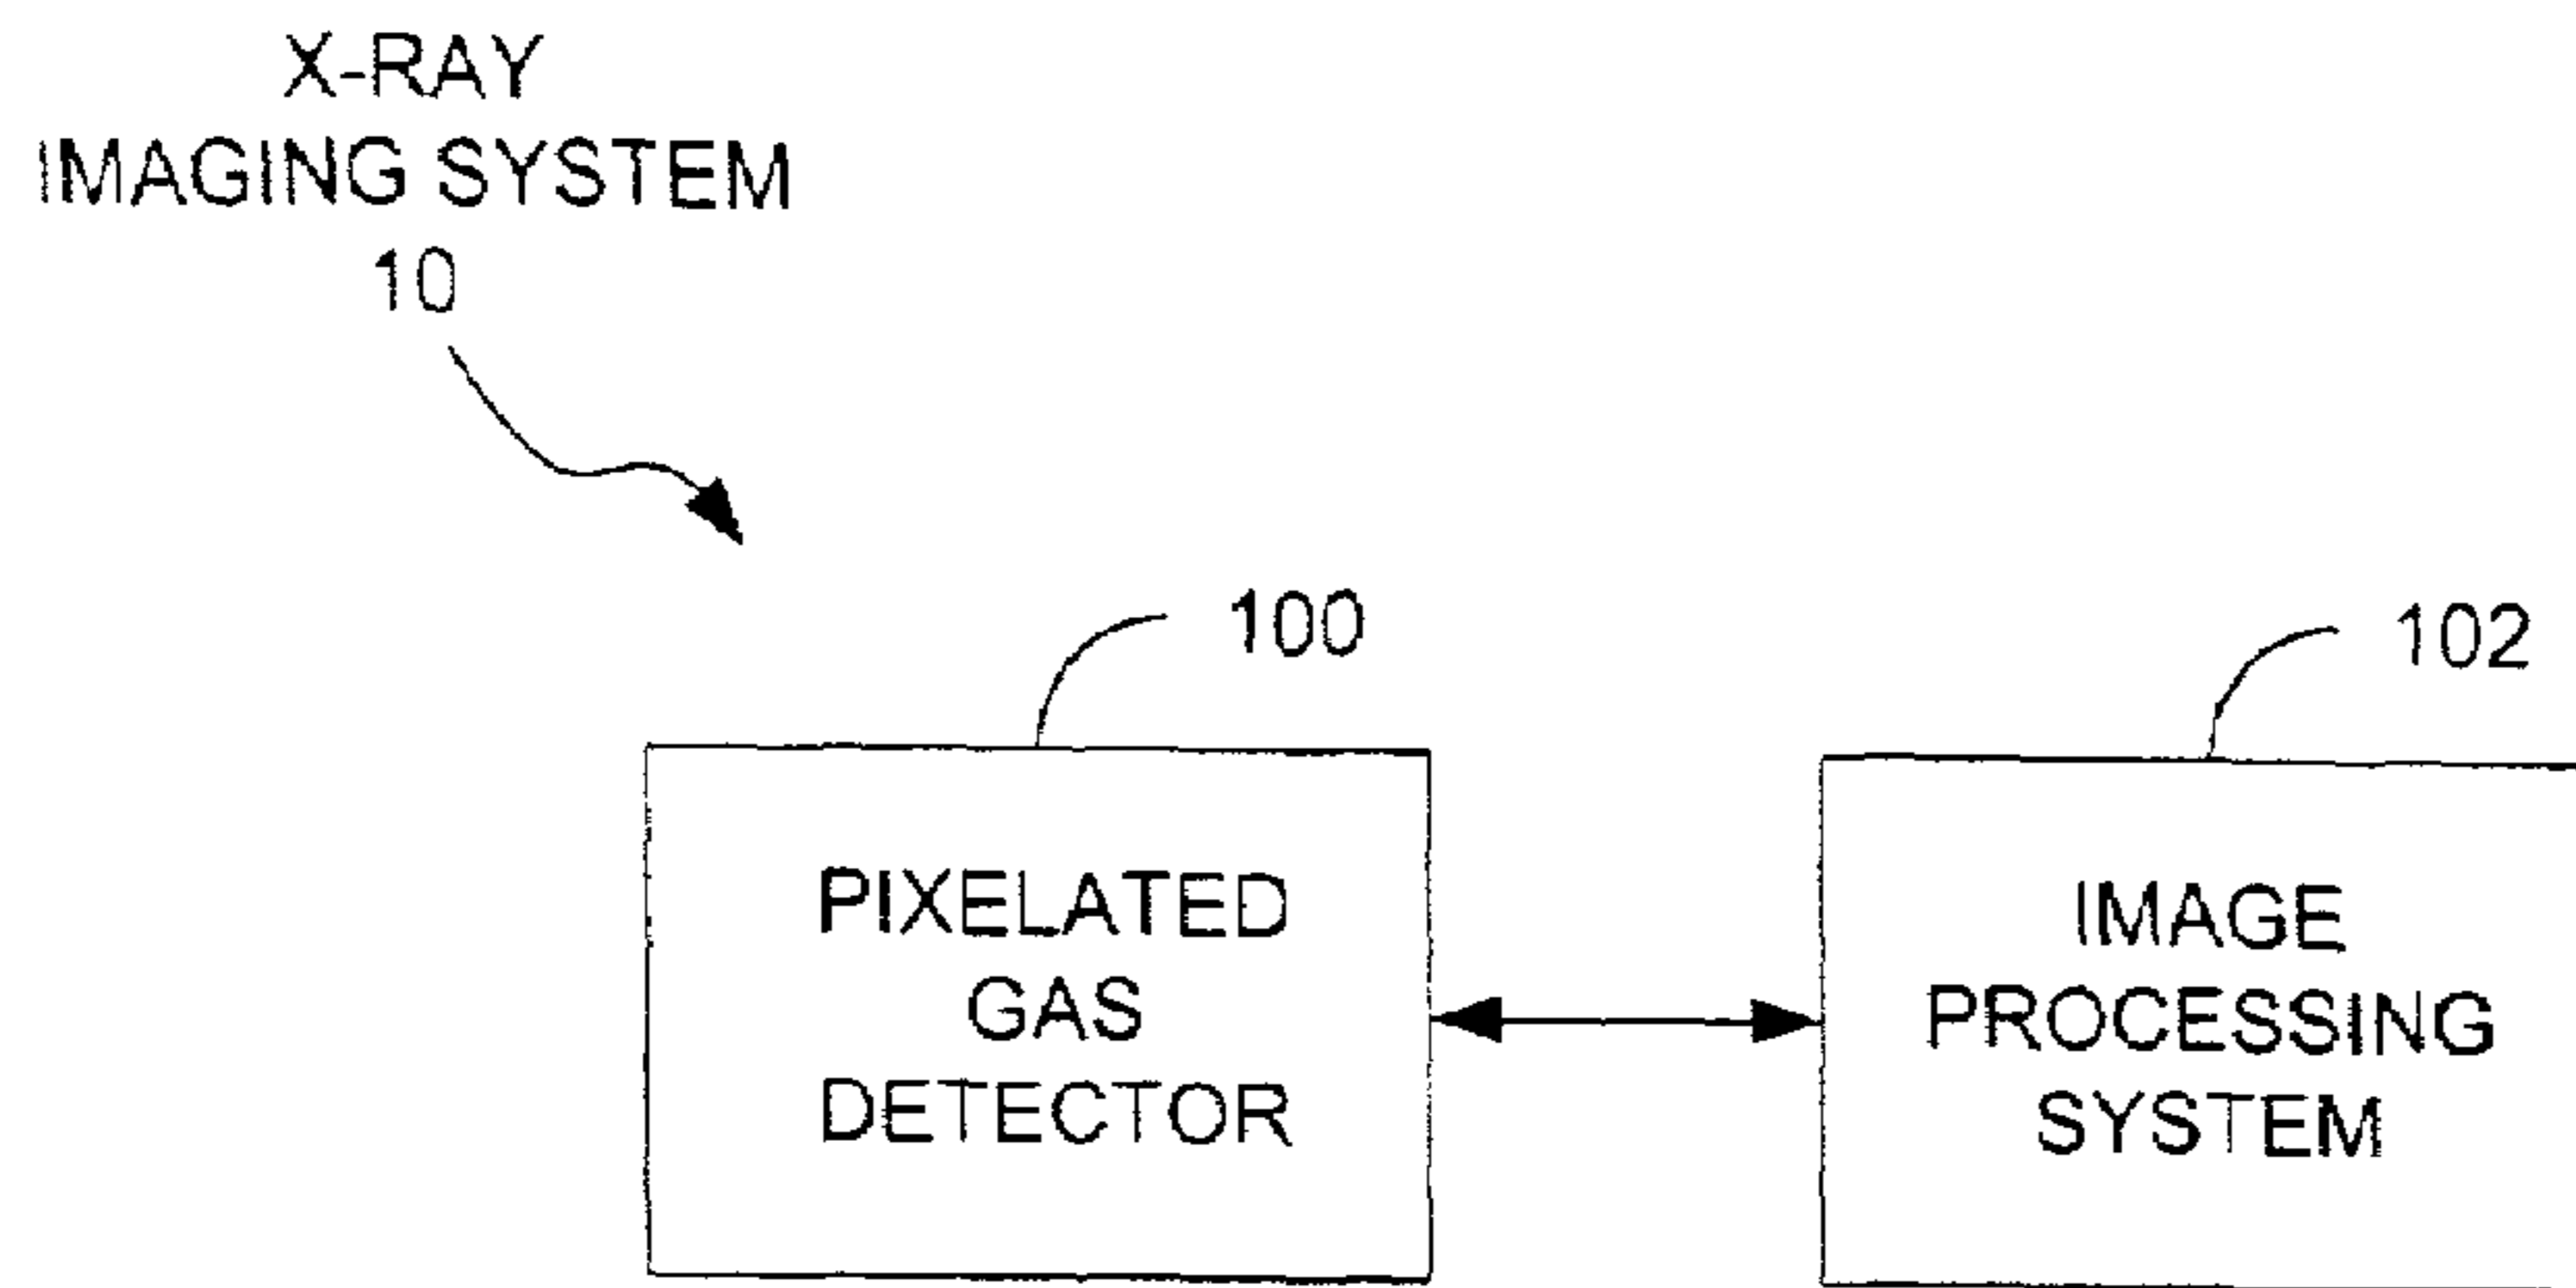 X-RAY
IMAGING SYSTEM
10
100
102
PIXELATED
GAS
DETECTOR
IMAGE
PROCESSING
SYSTEM